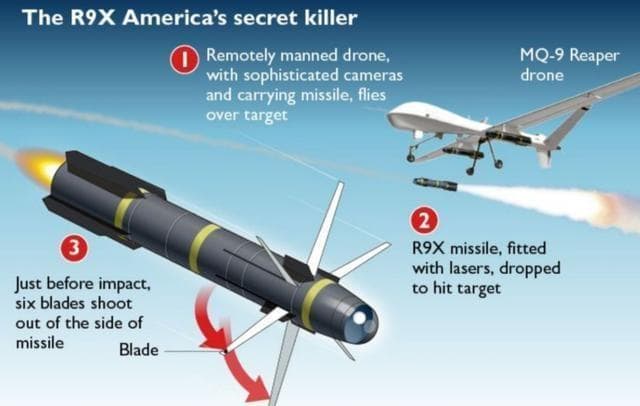 The R9X America's secret killer
1
Remotely manned drone,
with sophisticated cameras
and carrying missile, flies
over target
MQ-9 Reaper
drone
2
R9X missile, fitted
with lasers, dropped
to hit target
3
Just before impact,
six blades shoot
out of the side of
missile
Blade